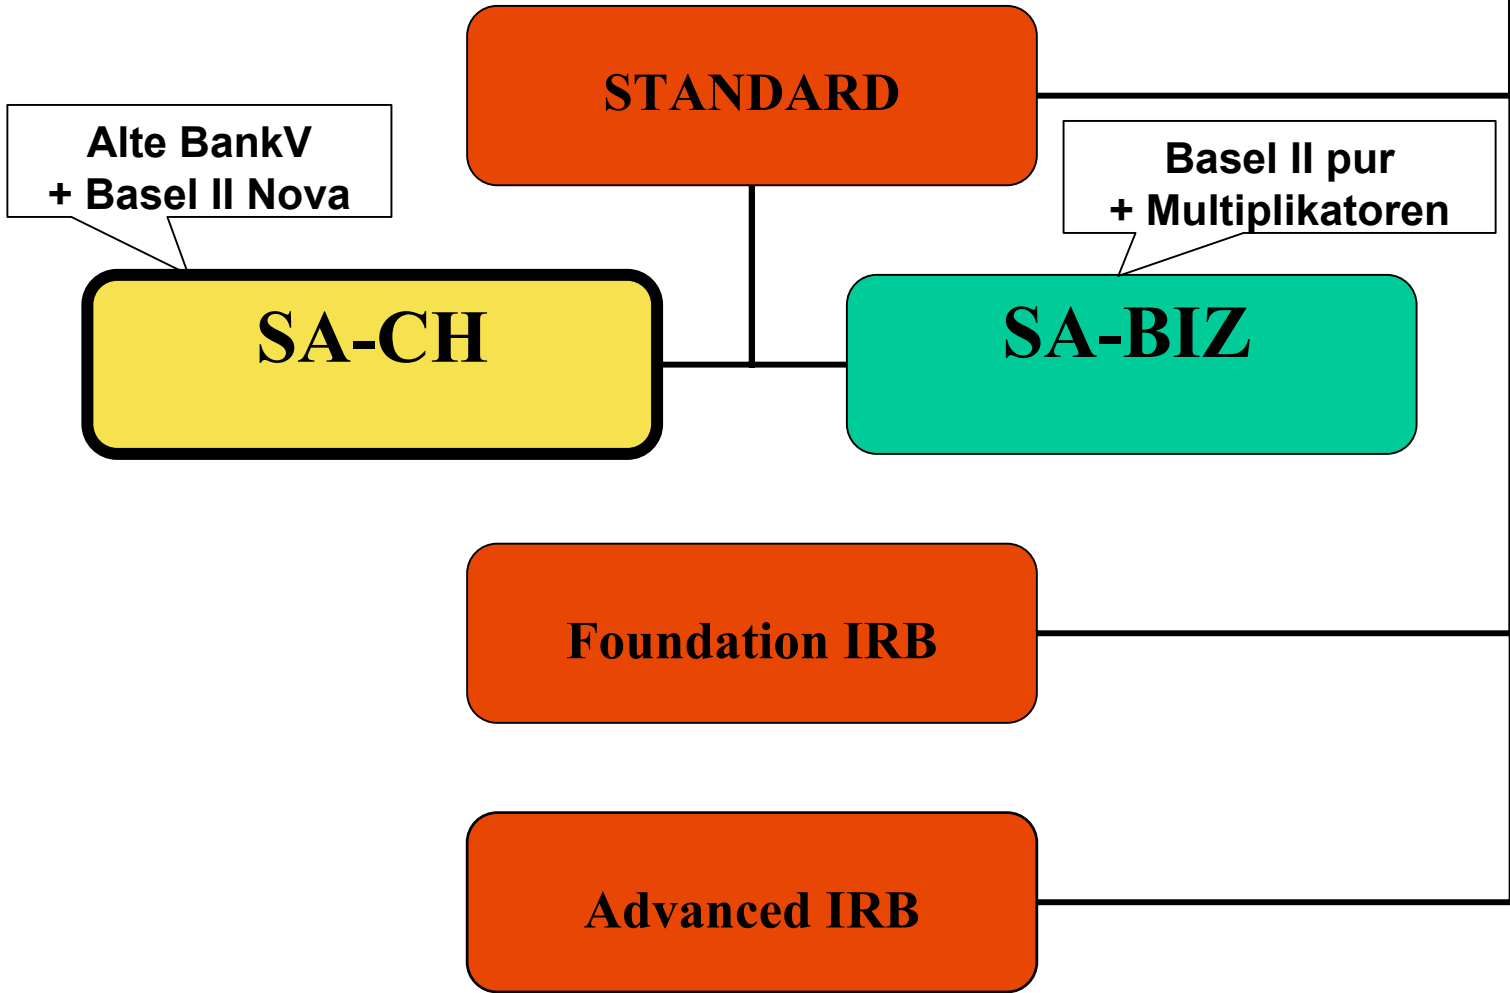 STANDARD
Alte BankV
+ Basel II Nova
Basel II pur
+ Multiplikatoren
SA-CH
SA-BIZ
Foundation IRB
Advanced IRB